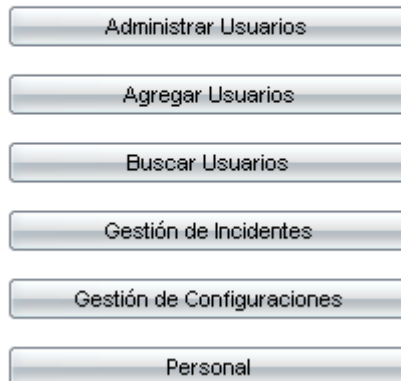 Administrar Usuarios
Agregar Usuarios
Buscar Usuarios
Gestión de Incidentes
Gestión de Configuraciones
Personal